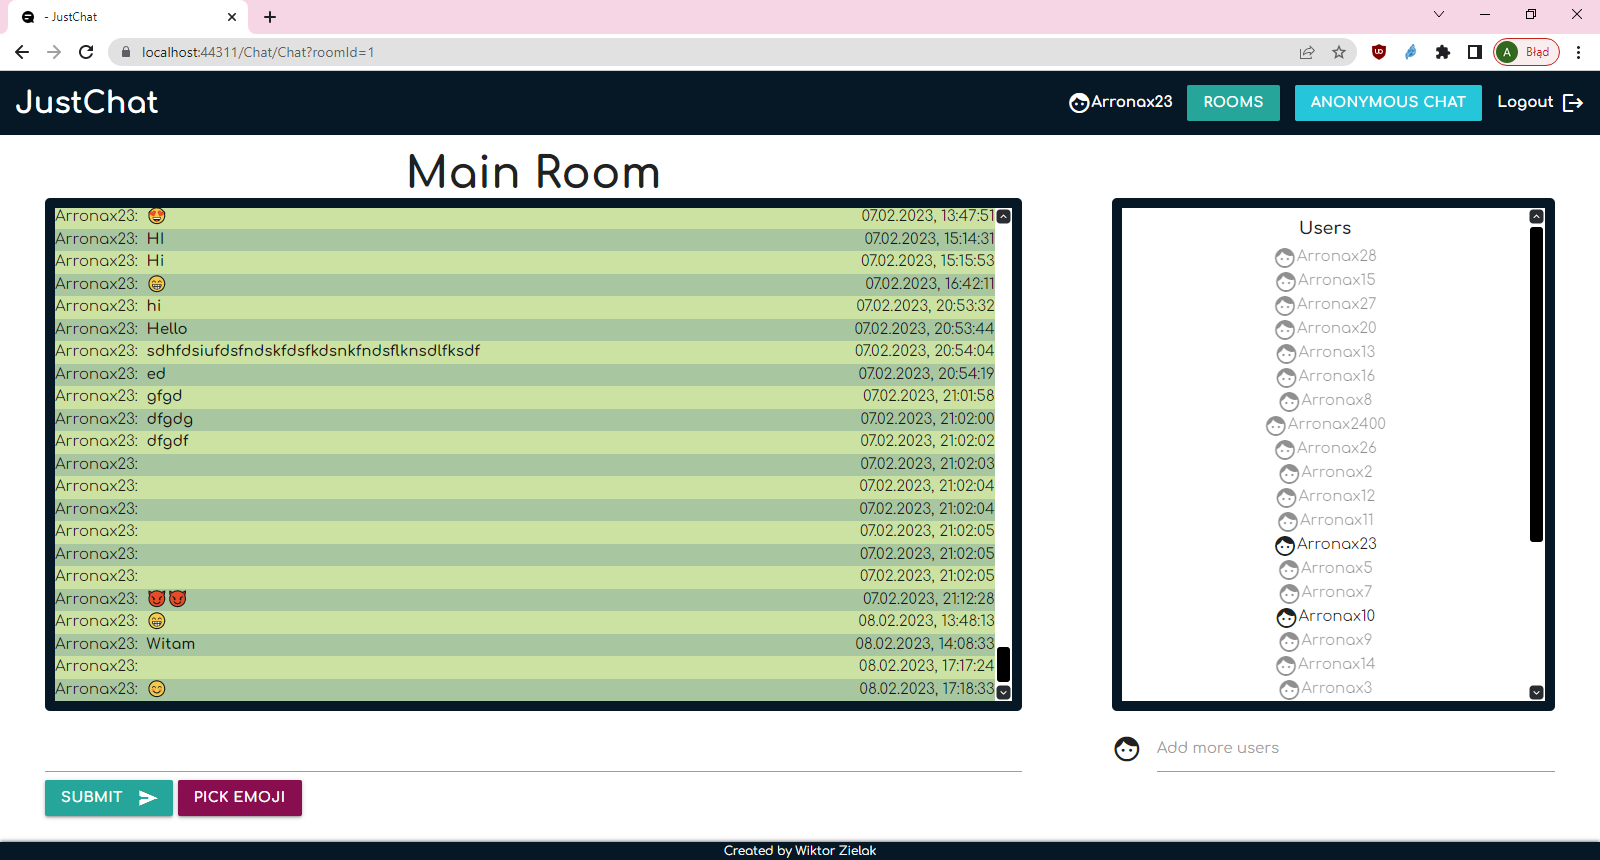 - JustChat
localhost:44311/Chat/Chat?roomId=1
A Błąd
JustChat
Arronax23 ROOMS ANONYMOUS CHAT Logout
Main Room
Arronax23: 😍 07.02.2023, 13:47:51
Arronax23: HI 07.02.2023, 15:14:31
Arronax23: Hi 07.02.2023, 15:15:53
Arronax23: 😁 07.02.2023, 16:42:11
Arronax23: hi 07.02.2023, 20:53:32
Arronax23: Hello 07.02.2023, 20:53:44
Arronax23: sdhfdsiufdsfndskfdsfkdsnkfndsflknsdlfksdf 07.02.2023, 20:54:04
Arronax23: ed 07.02.2023, 20:54:19
Arronax23: gfgd 07.02.2023, 21:01:58
Arronax23: dfgdg 07.02.2023, 21:02:00
Arronax23: dfgdf 07.02.2023, 21:02:02
Arronax23: 07.02.2023, 21:02:03
Arronax23: 07.02.2023, 21:02:04
Arronax23: 07.02.2023, 21:02:04
Arronax23: 07.02.2023, 21:02:05
Arronax23: 07.02.2023, 21:02:05
Arronax23: 07.02.2023, 21:02:05
Arronax23: 😈😈 07.02.2023, 21:12:28
Arronax23: 😁 08.02.2023, 13:48:13
Arronax23: Witam 08.02.2023, 14:08:33
Arronax23: 08.02.2023, 17:17:24
Arronax23: 😊 08.02.2023, 17:18:33
Users
Arronax28
Arronax15
Arronax27
Arronax20
Arronax13
Arronax16
Arronax8
Arronax2400
Arronax26
Arronax2
Arronax12
Arronax11
Arronax23
Arronax5
Arronax7
Arronax10
Arronax9
Arronax14
Arronax3
Add more users
SUBMIT PICK EMOJI
Created by Wiktor Zielak